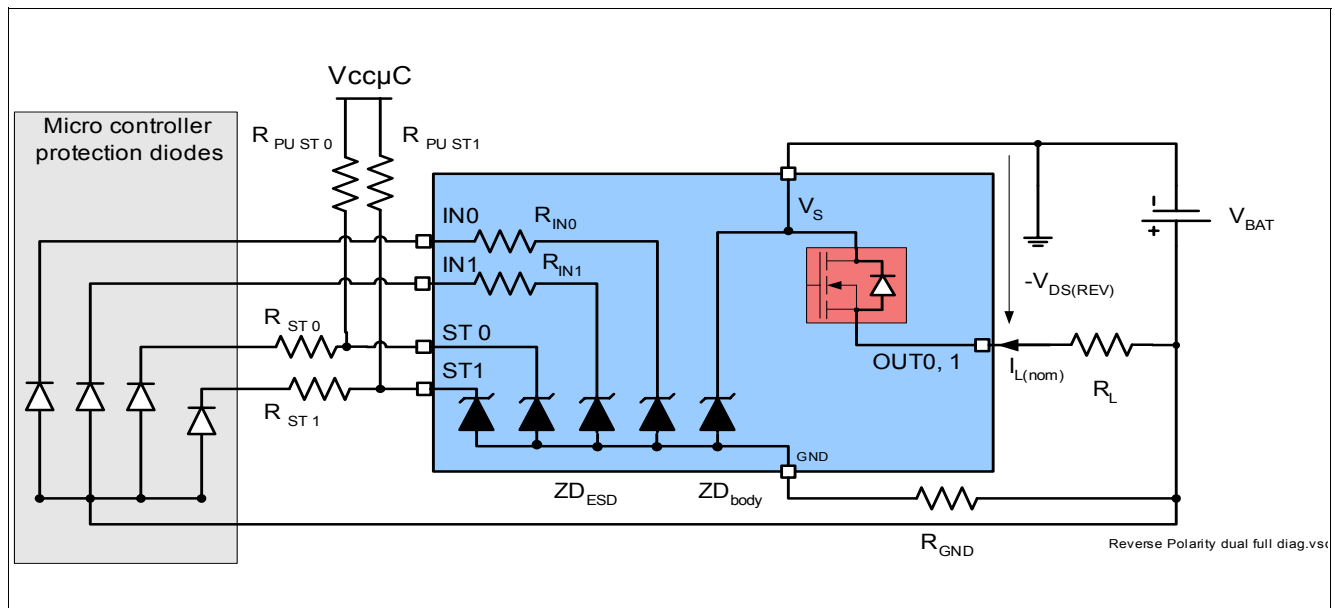 VccµC
Micro controller
protection diodes
R PU ST 0
R PU ST1
IN0
R IN0
IN1
R IN1
V S
- 
+
V BAT
-V DS(REV)
R ST 0
ST 0
ST1
R ST 1
OUT0, 1
I L(nom)
R L
GND
ZD ESD
ZD body
R GND
Reverse Polarity dual full diag.vs